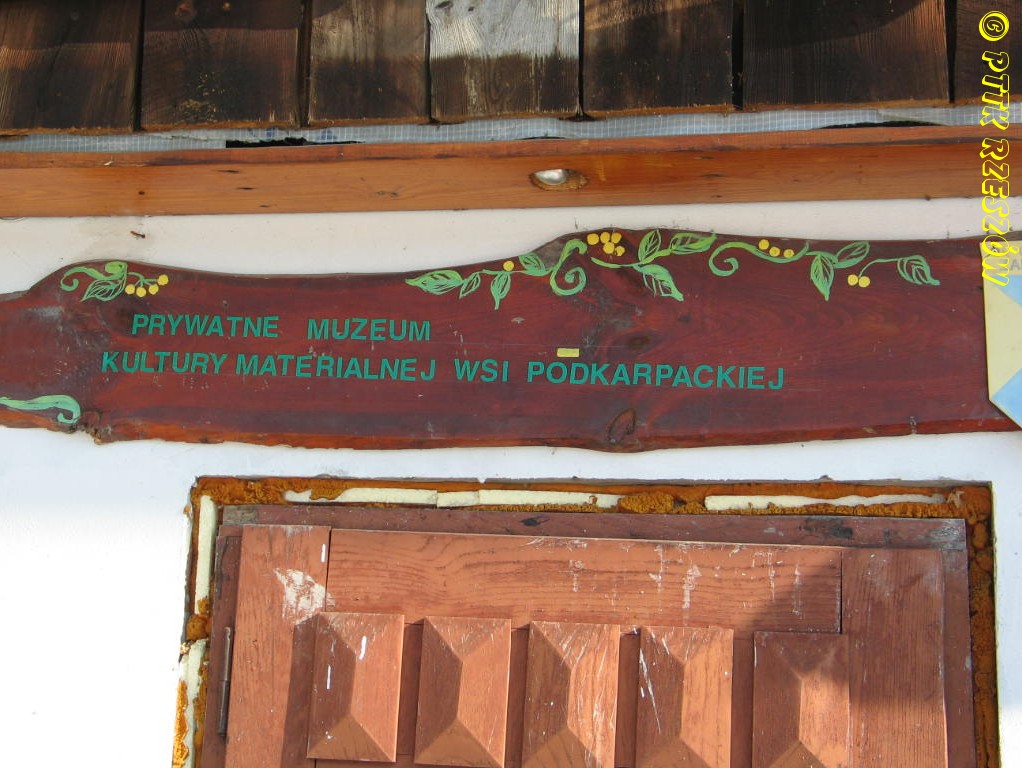 PRYWATNE MUZEUM
KULTURY MATERIALNEJ WSI PODKARPACKIEJ
© PTTK RZESZÓW